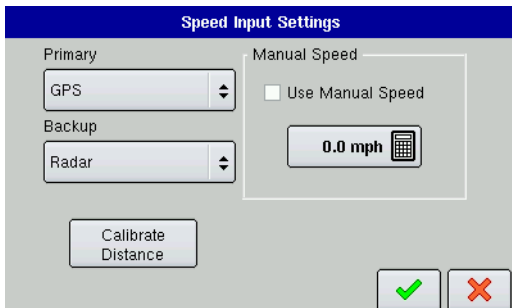 Speed Input Settings
Primary
GPS
Backup
Radar
Calibrate
Distance
Manual Speed
Use Manual Speed
0.0 mph